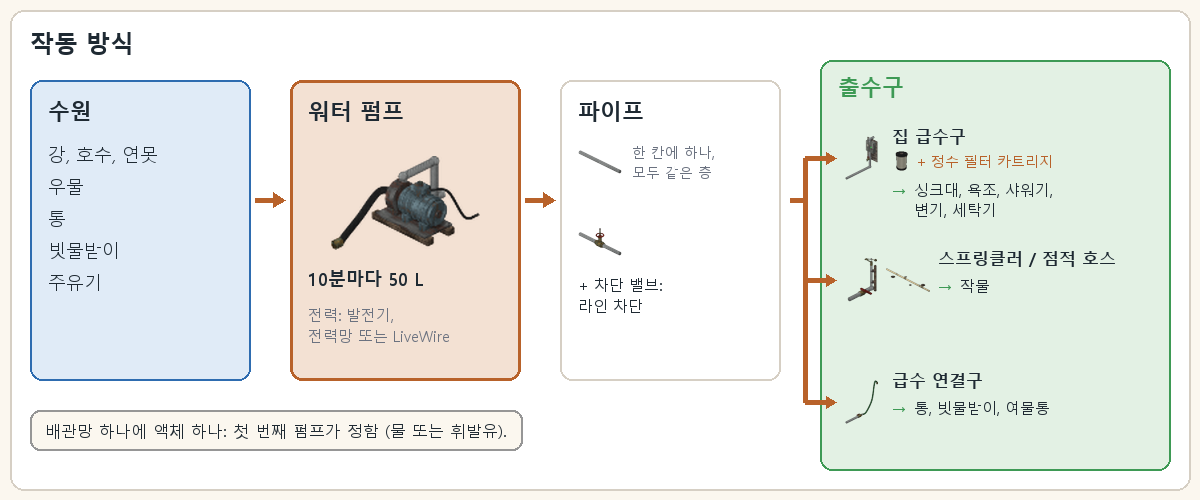 작동 방식
수원
강, 호수, 연못
우물
통
빗물받이
주유기
워터 펌프
10분마다 50 L
전력: 발전기,
전력망 또는 LiveWire
파이프
한 칸에 하나,
모두 같은 층
+ 차단 밸브:
라인 차단
출수구
집 급수구
+ 정수 필터 카트리지
→ 싱크대, 욕조, 샤워기,
변기, 세탁기
스프링클러 / 점적 호스
→ 작물
급수 연결구
→ 통, 빗물받이, 여물통
배관망 하나에 액체 하나: 첫 번째 펌프가 정함 (물 또는 휘발유).